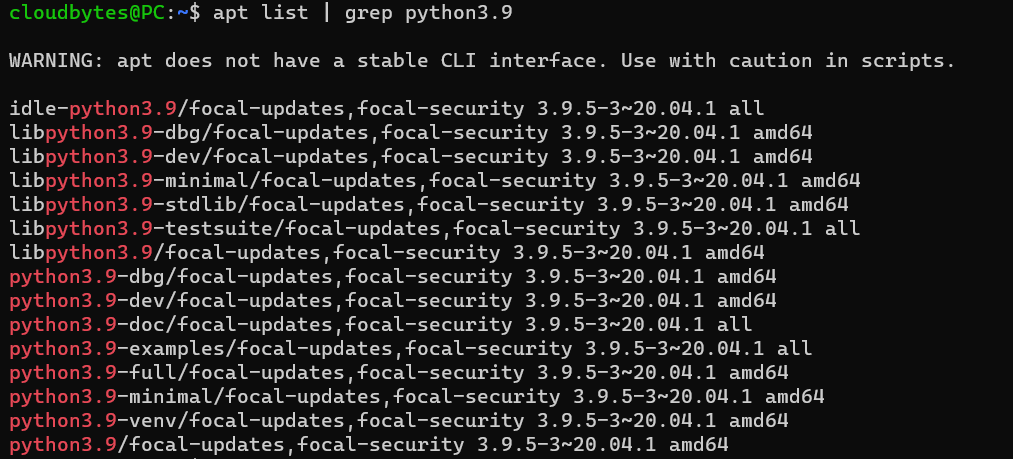 cloudbytes@PC:~$ apt list | grep python3.9
WARNING: apt does not have a stable CLI interface. Use with caution in scripts.
idle-python3.9/focal-updates,focal-security 3.9.5-3~20.04.1 all
libpython3.9-dbg/focal-updates,focal-security 3.9.5-3~20.04.1 amd64
libpython3.9-dev/focal-updates,focal-security 3.9.5-3~20.04.1 amd64
libpython3.9-minimal/focal-updates,focal-security 3.9.5-3~20.04.1 amd64
libpython3.9-stdlib/focal-updates,focal-security 3.9.5-3~20.04.1 amd64
libpython3.9-testsuite/focal-updates,focal-security 3.9.5-3~20.04.1 all
libpython3.9/focal-updates,focal-security 3.9.5-3~20.04.1 amd64
python3.9-dbg/focal-updates,focal-security 3.9.5-3~20.04.1 amd64
python3.9-dev/focal-updates,focal-security 3.9.5-3~20.04.1 amd64
python3.9-doc/focal-updates,focal-security 3.9.5-3~20.04.1 all
python3.9-examples/focal-updates,focal-security 3.9.5-3~20.04.1 all
python3.9-full/focal-updates,focal-security 3.9.5-3~20.04.1 amd64
python3.9-minimal/focal-updates,focal-security 3.9.5-3~20.04.1 amd64
python3.9-venv/focal-updates,focal-security 3.9.5-3~20.04.1 amd64
python3.9/focal-updates,focal-security 3.9.5-3~20.04.1 amd64